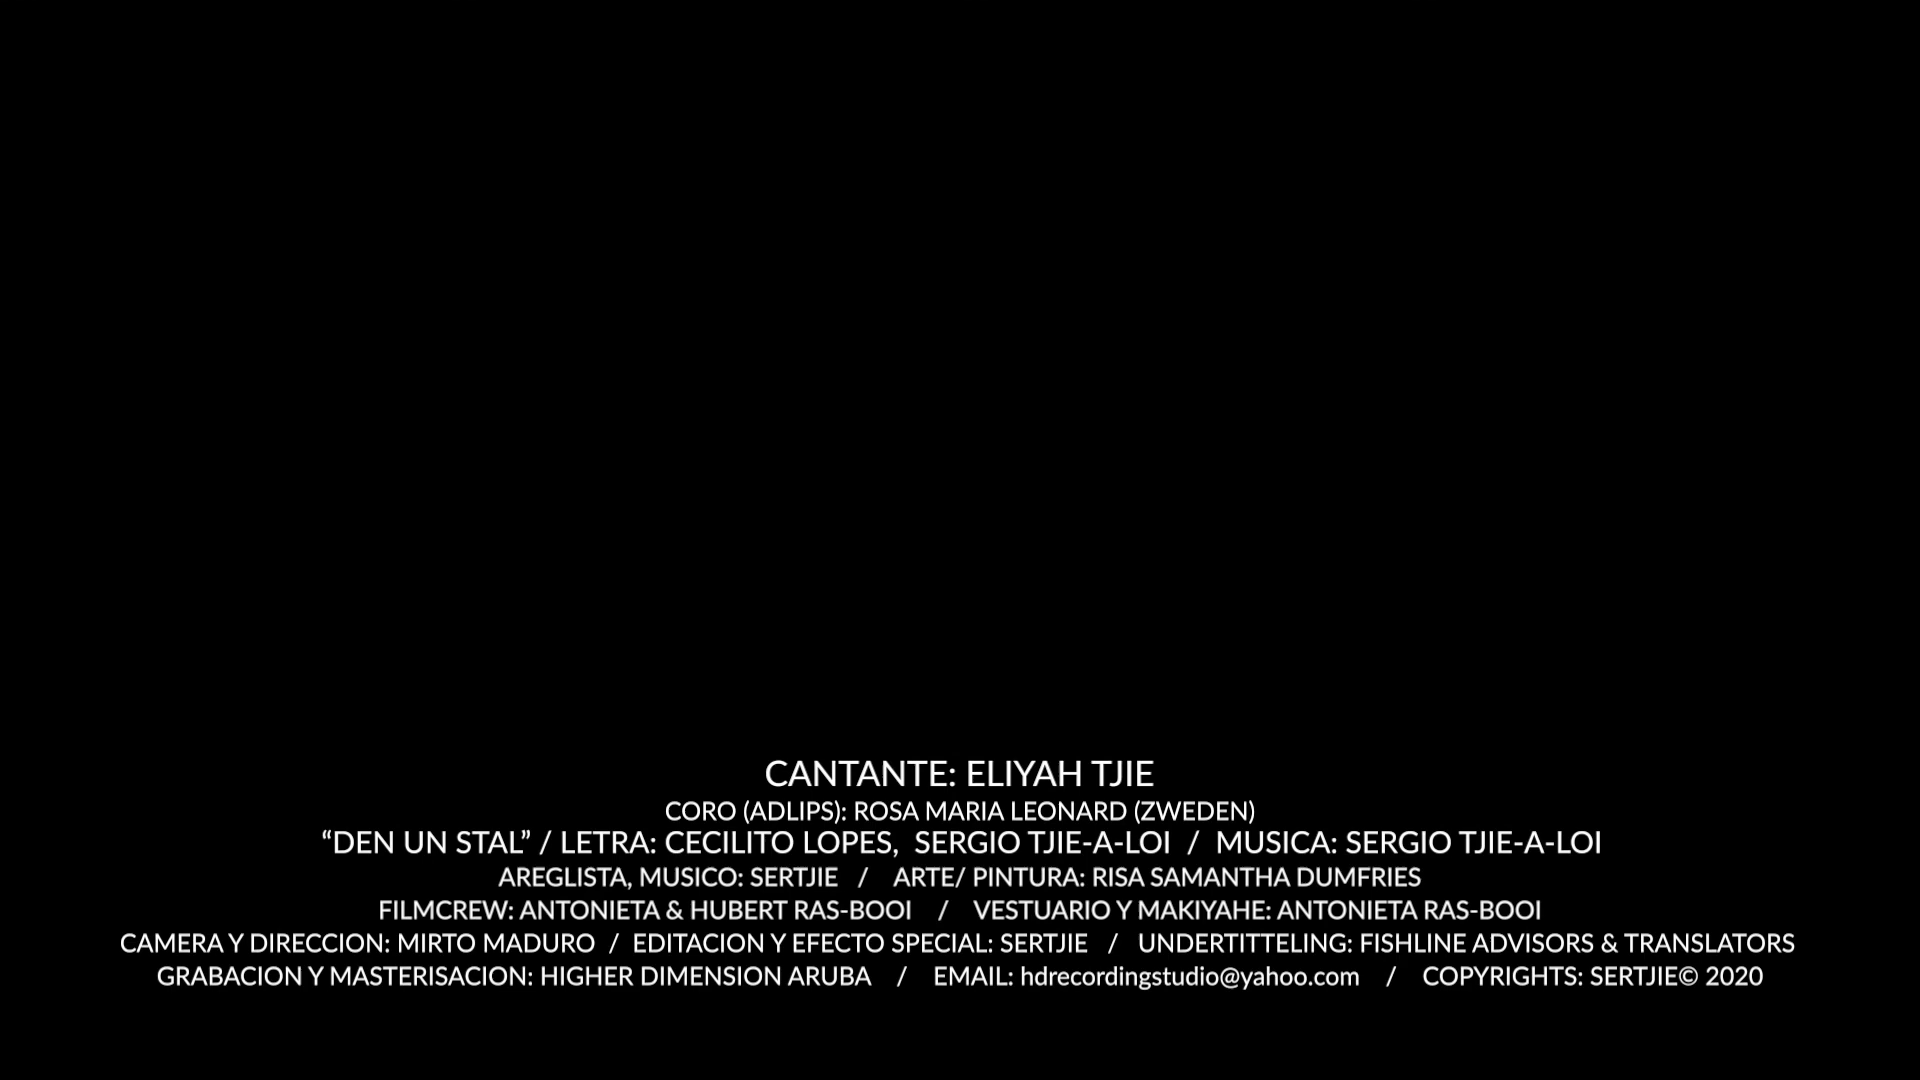 CANTANTE: ELIYAH TJIE
CORO (ADLIPS): ROSA MARIA LEONARD (ZWEDEN)
“DEN UN STAL” / LETRA: CECILITO LOPES, SERGIO TJIE-A-LOI / MUSICA: SERGIO TJIE-A-LOI
AREGLISTA, MUSICO: SERTJIE / ARTE/ PINTURA: RISA SAMANTHA DUMFRIES
FILMCREW: ANTONIETA & HUBERT RAS-BOOI / VESTUARIO Y MAKIYAHE: ANTONIETA RAS-BOOI
CAMERA Y DIRECCION: MIRTO MADURO / EDITACION Y EFECTO SPECIAL: SERTJIE / UNDERTITTELING: FISHLINE ADVISORS & TRANSLATORS
GRABACION Y MASTERISACION: HIGHER DIMENSION ARUBA / EMAIL: hdrecordingstudio@yahoo.com / COPYRIGHTS: SERTJIE© 2020